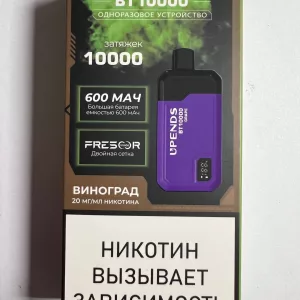 BT10000
ОДНОРАЗОВОЕ УСТРОЙСТВО
затяжек
10000
600 МАЧ
Большая батарея
емкостью 600 мАч
FRESOR
Двойная сетка
UPENDS
BT10000
ВИНОГРАД
20 МГ/МЛ НИКОТИНА
НИКОТИН
ВЫЗЫВАЕТ
ЗАВИСИМОСТЬ